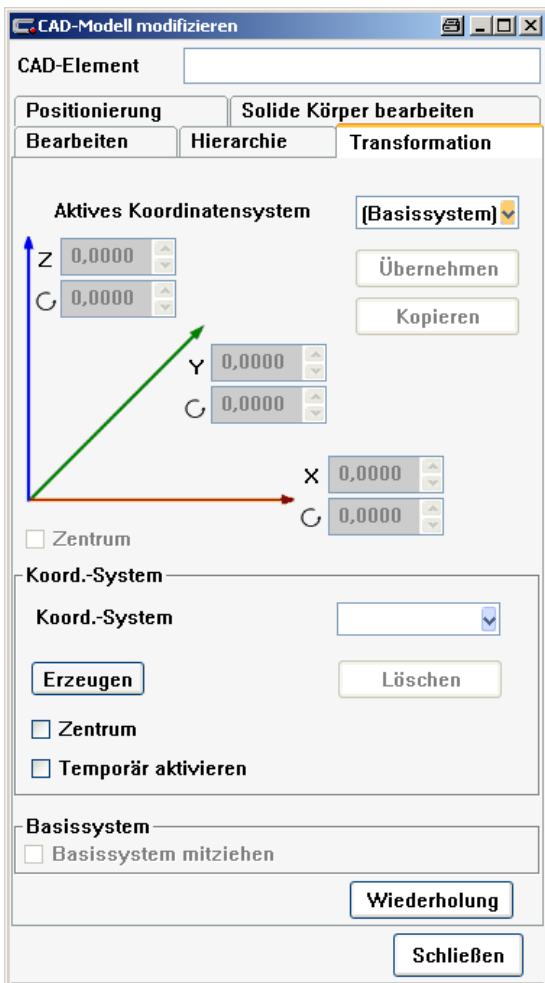 CAD-Modell modifizieren
CAD-Element
Positionierung Solide Körper bearbeiten
Bearbeiten Hierarchie Transformation
Aktives Koordinatensystem (Basissystem)
Z 0,0000
0,0000
Übernehmen
Kopieren
Y 0,0000
0,0000
X 0,0000
0,0000
Zentrum
Koord.-System
Koord.-System
Erzeugen Löschen
Zentrum
Temporär aktivieren
Basissystem
Basissystem mitziehen
Wiederholung
Schließen